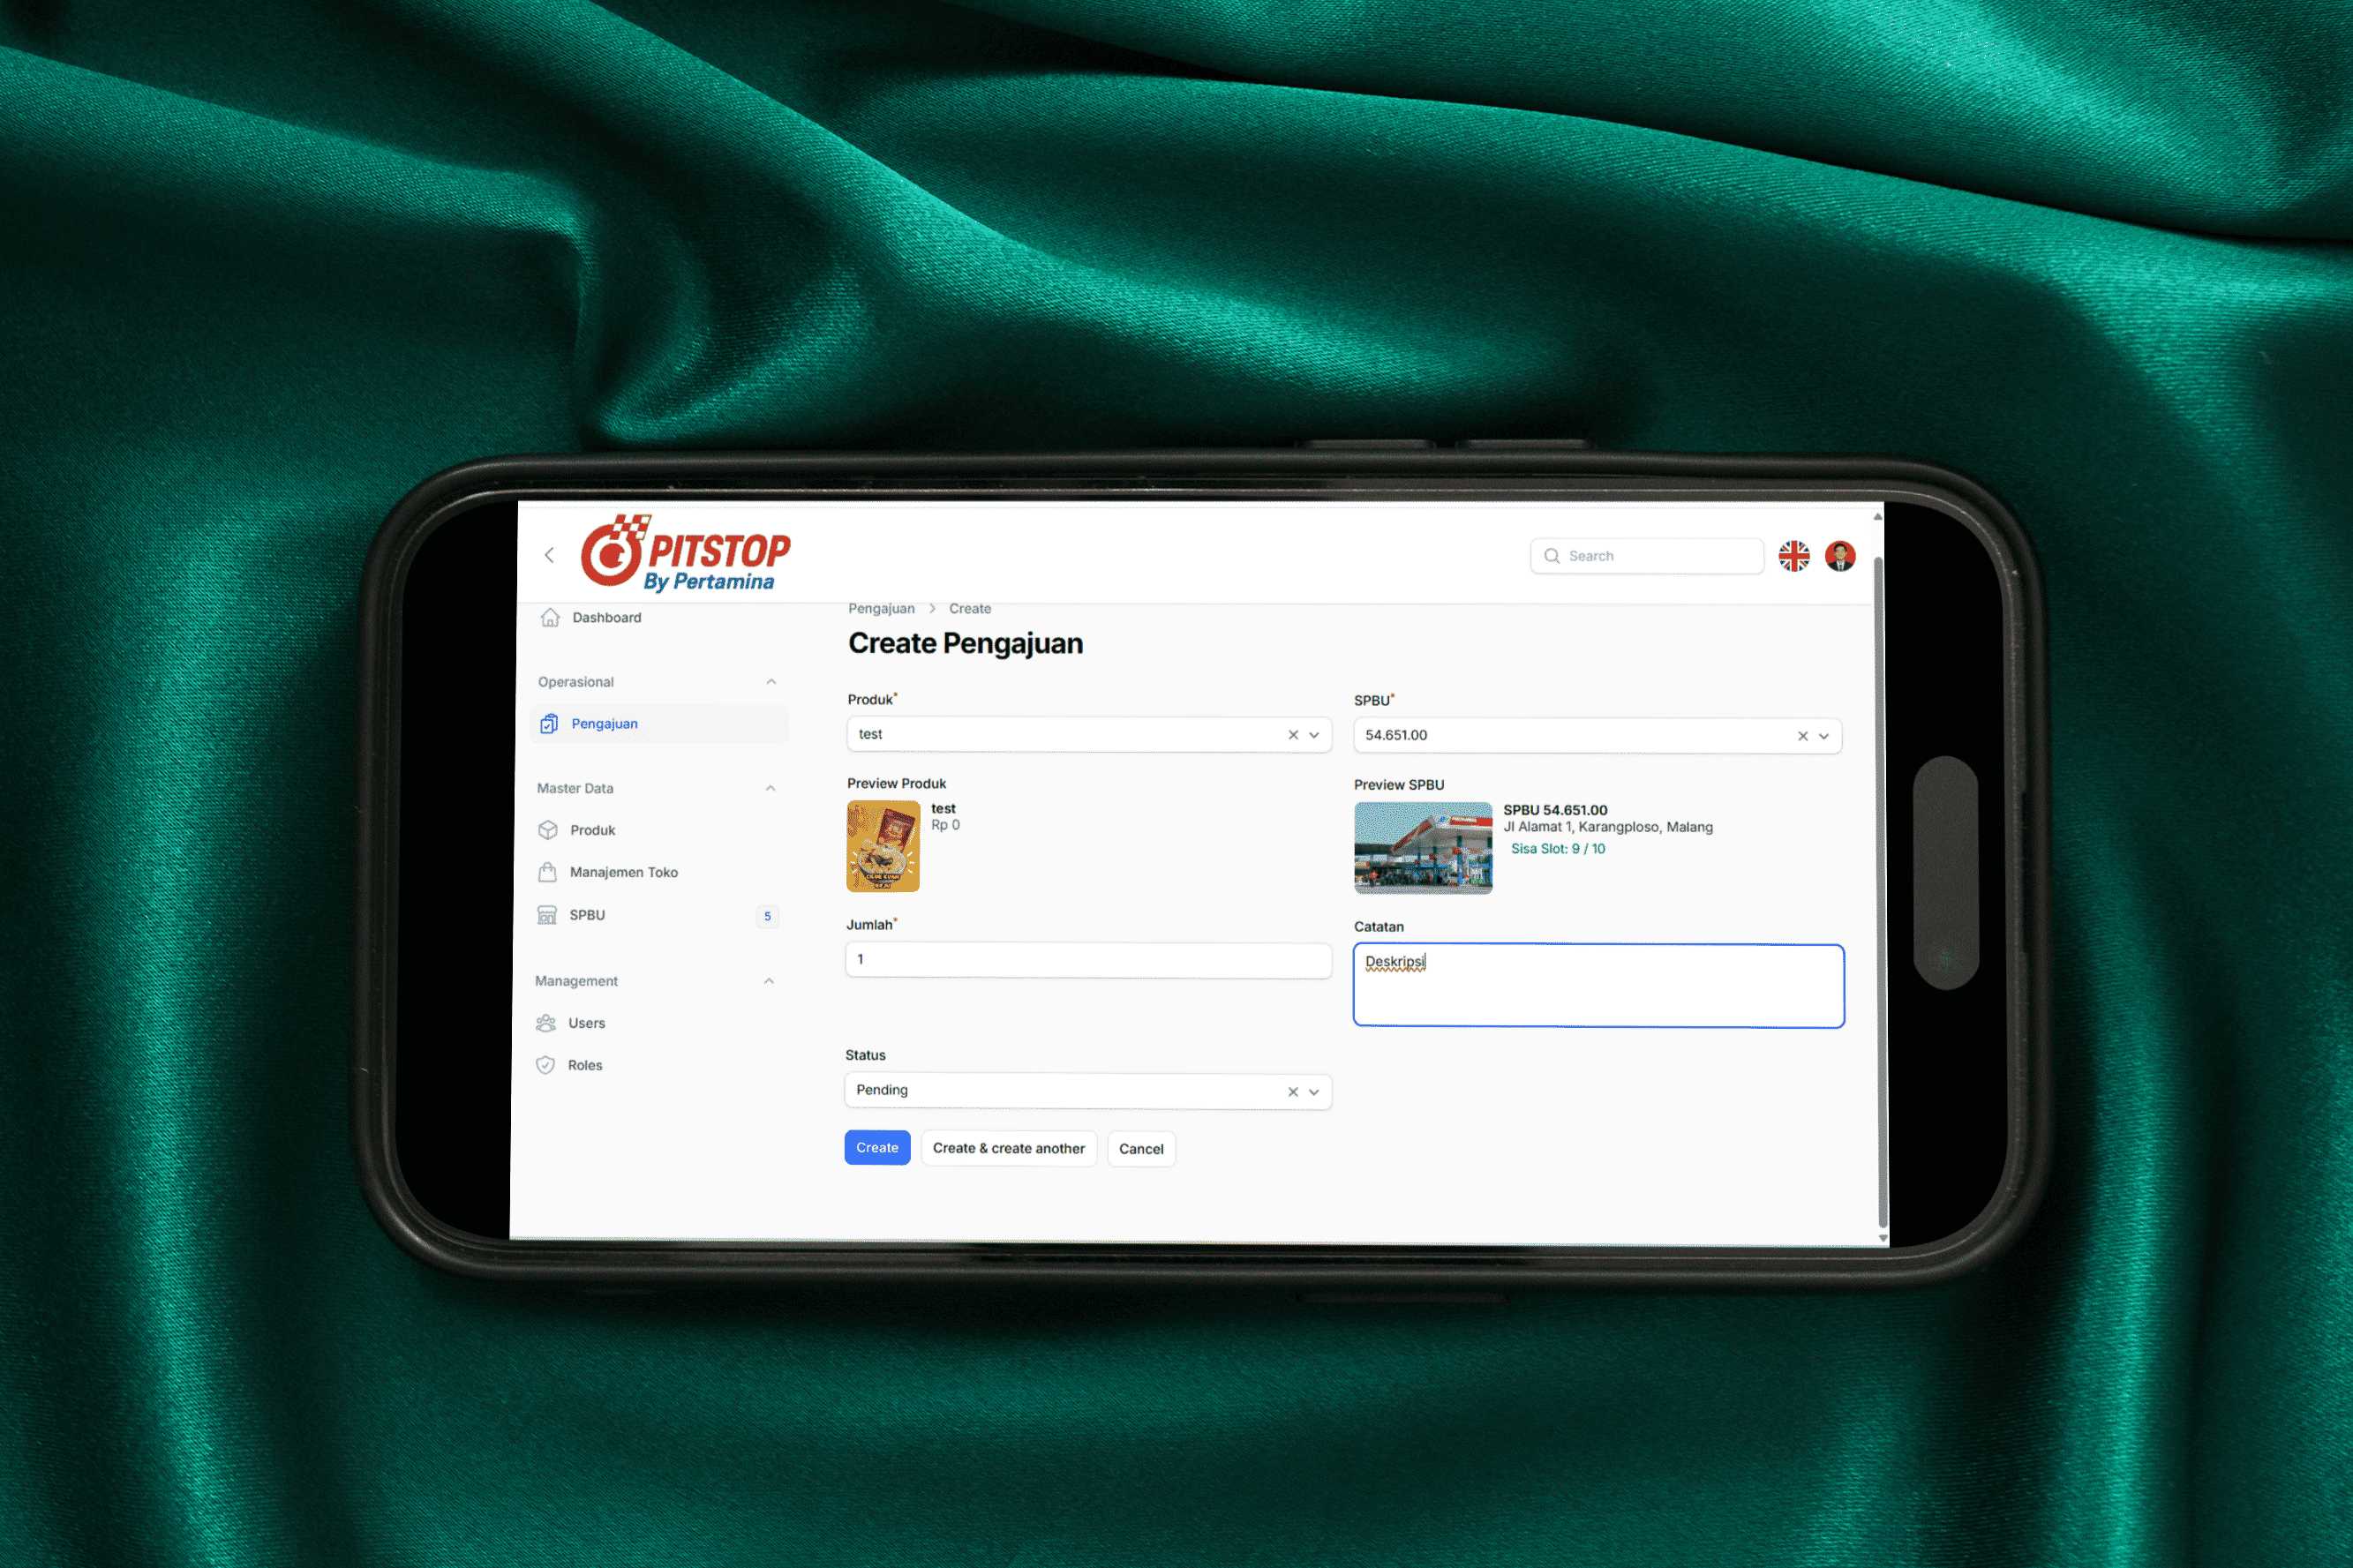 PITSTOP
By Pertamina
Search
Dashboard
Operasional
Pengajuan
Master Data
Produk
Manajemen Toko
SPBU 5
Management
Users
Roles
Pengajuan > Create
Create Pengajuan
Produk*
test
SPBU*
54.651.00
Preview Produk
test
Rp 0
Preview SPBU
SPBU 54.651.00
Jl Alamat 1, Karangploso, Malang
Sisa Slot: 9 / 10
Jumlah*
1
Catatan
Deskripsi
Status
Pending
Create
Create & create another
Cancel